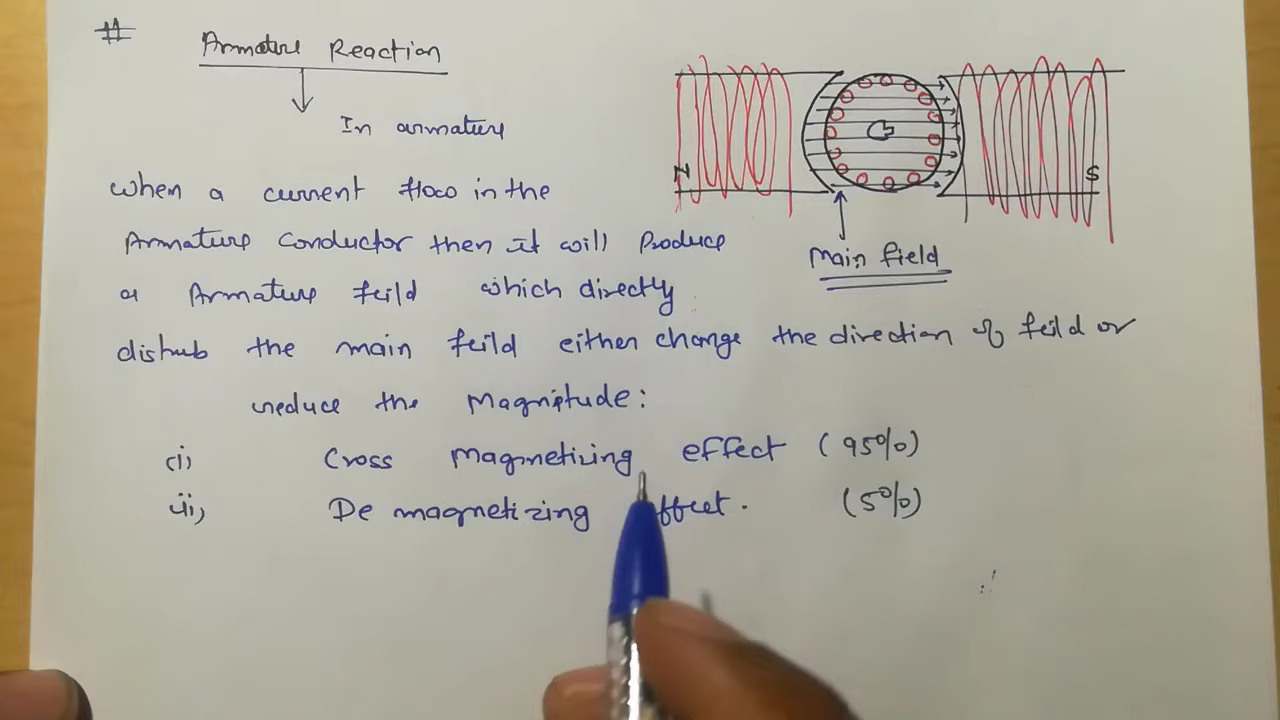 #
Armature Reaction
In armature
N
S
Main field
When a current flow in the
Armature Conductor then it will produce
a Armature feild which directly
distrub the main feild either change the direction of feild or
reduce the Magnitude:
(i) Cross Magnetizing effect (95%)
ii) De magnetizing effect. (5%)